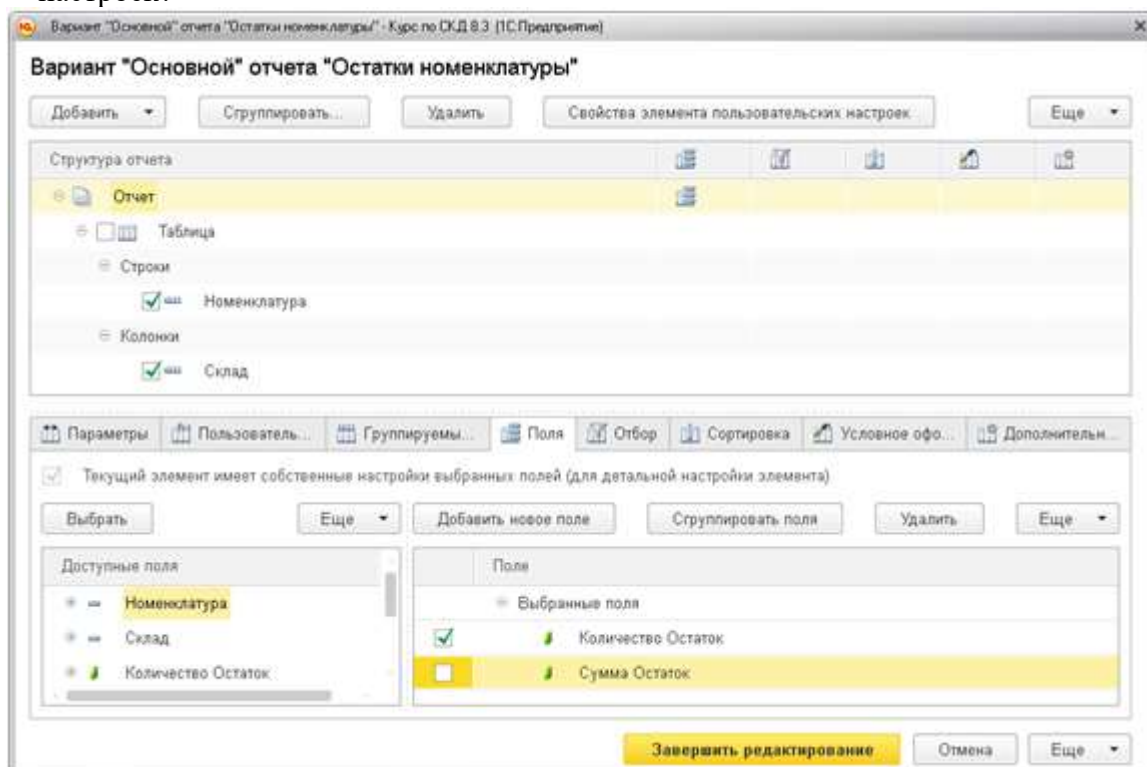 настроек
Вариант "Основной" отчета "Остатки номенклатуры" - Курс по СКД 8.3 (1С:Предприятие)
Вариант "Основной" отчета "Остатки номенклатуры"
Добавить Сгруппировать... Удалить Свойства элемента пользовательских настроек Еще
Структура отчета
Отчет
Таблица
Строки
Номенклатура
Колонки
Склад
Параметры Пользователь... Группируемы... Поля Отбор Сортировка Условное офо... Дополнительн...
Текущий элемент имеет собственные настройки выбранных полей (для детальной настройки элемента)
Выбрать Еще Добавить новое поле Сгруппировать поля Удалить Еще
Доступные поля Поле
Номенклатура Выбранные поля
Склад Количество Остаток
Количество Остаток Сумма Остаток
Завершить редактирование Отмена Еще